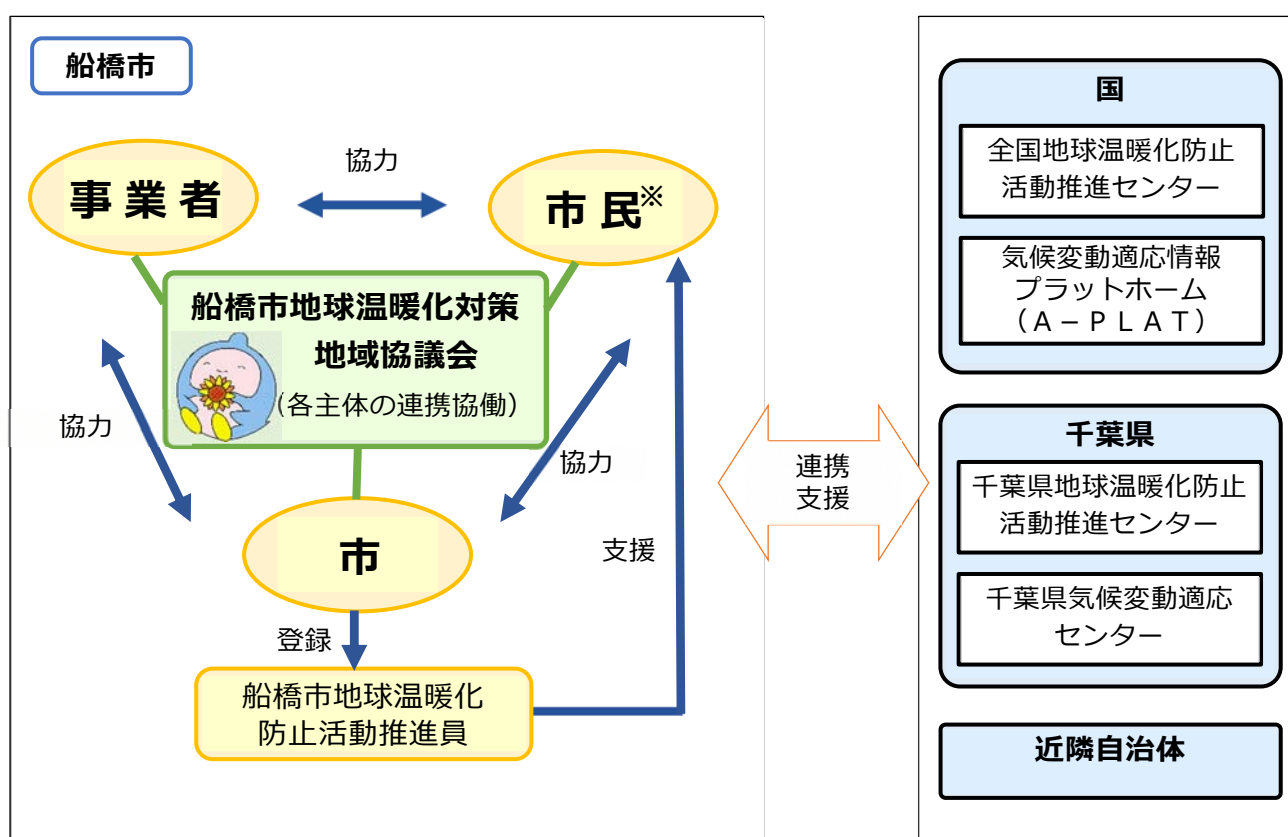 船橋市
事業者
協力
市民※
船橋市地球温暖化対策
地域協議会
(各主体の連携協働)
協力
協力
市
支援
登録
船橋市地球温暖化
防止活動推進員
連携
支援
国
全国地球温暖化防止
活動推進センター
気候変動適応情報
プラットホーム
(A－PLAT)
千葉県
千葉県地球温暖化防止
活動推進センター
千葉県気候変動適応
センター
近隣自治体